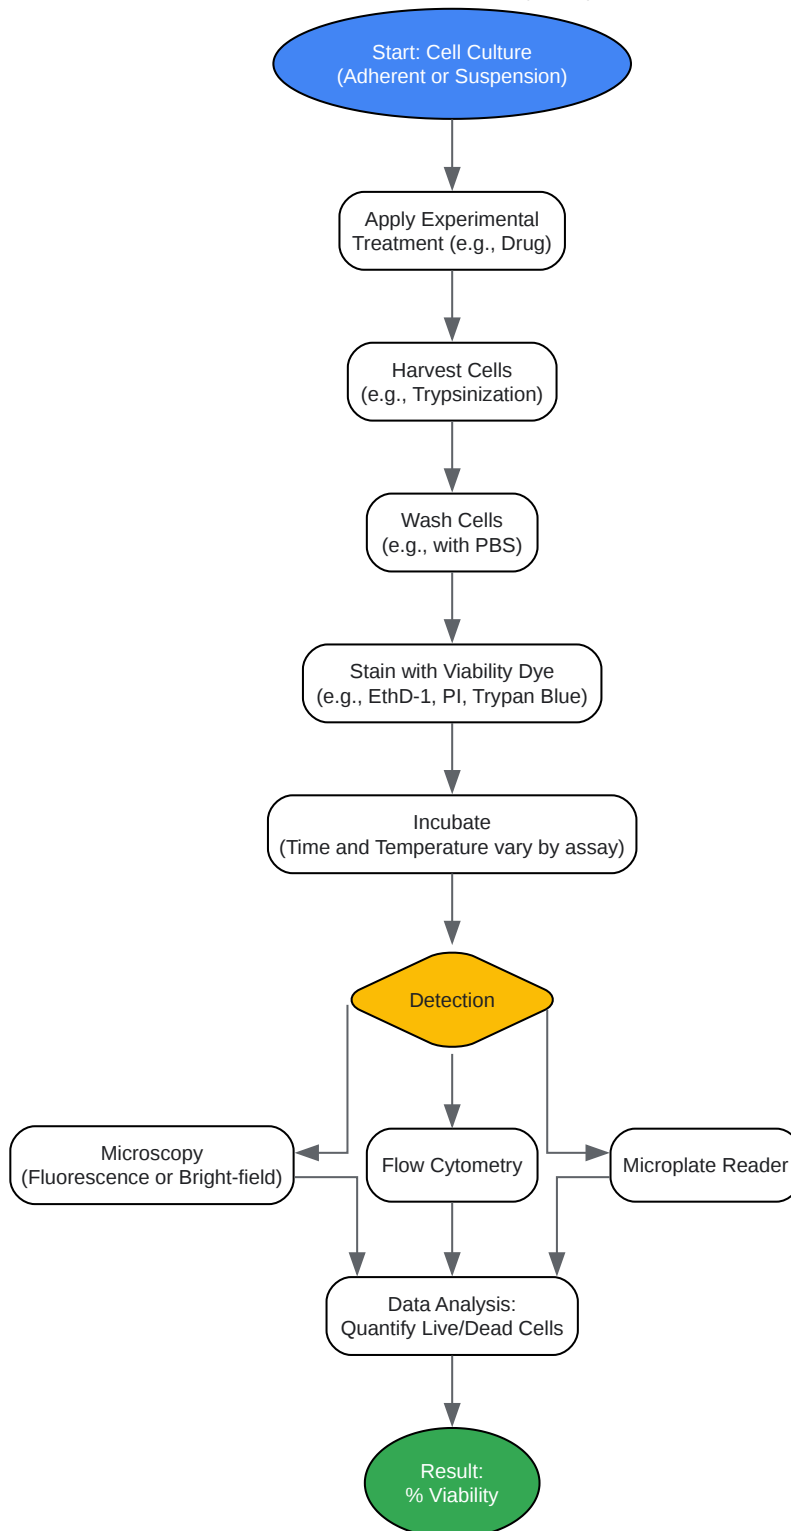 Start: Cell Culture
(Adherent or Suspension)
Apply Experimental
Treatment (e.g., Drug)
Harvest Cells
(e.g., Trypsinization)
Wash Cells
(e.g., with PBS)
Stain with Viability Dye
(e.g., EthD-1, PI, Trypan Blue)
Incubate
(Time and Temperature vary by assay)
Detection
Microscopy
(Fluorescence or Bright-field)
Flow Cytometry
Microplate Reader
Data Analysis:
Quantify Live/Dead Cells
Result:
% Viability